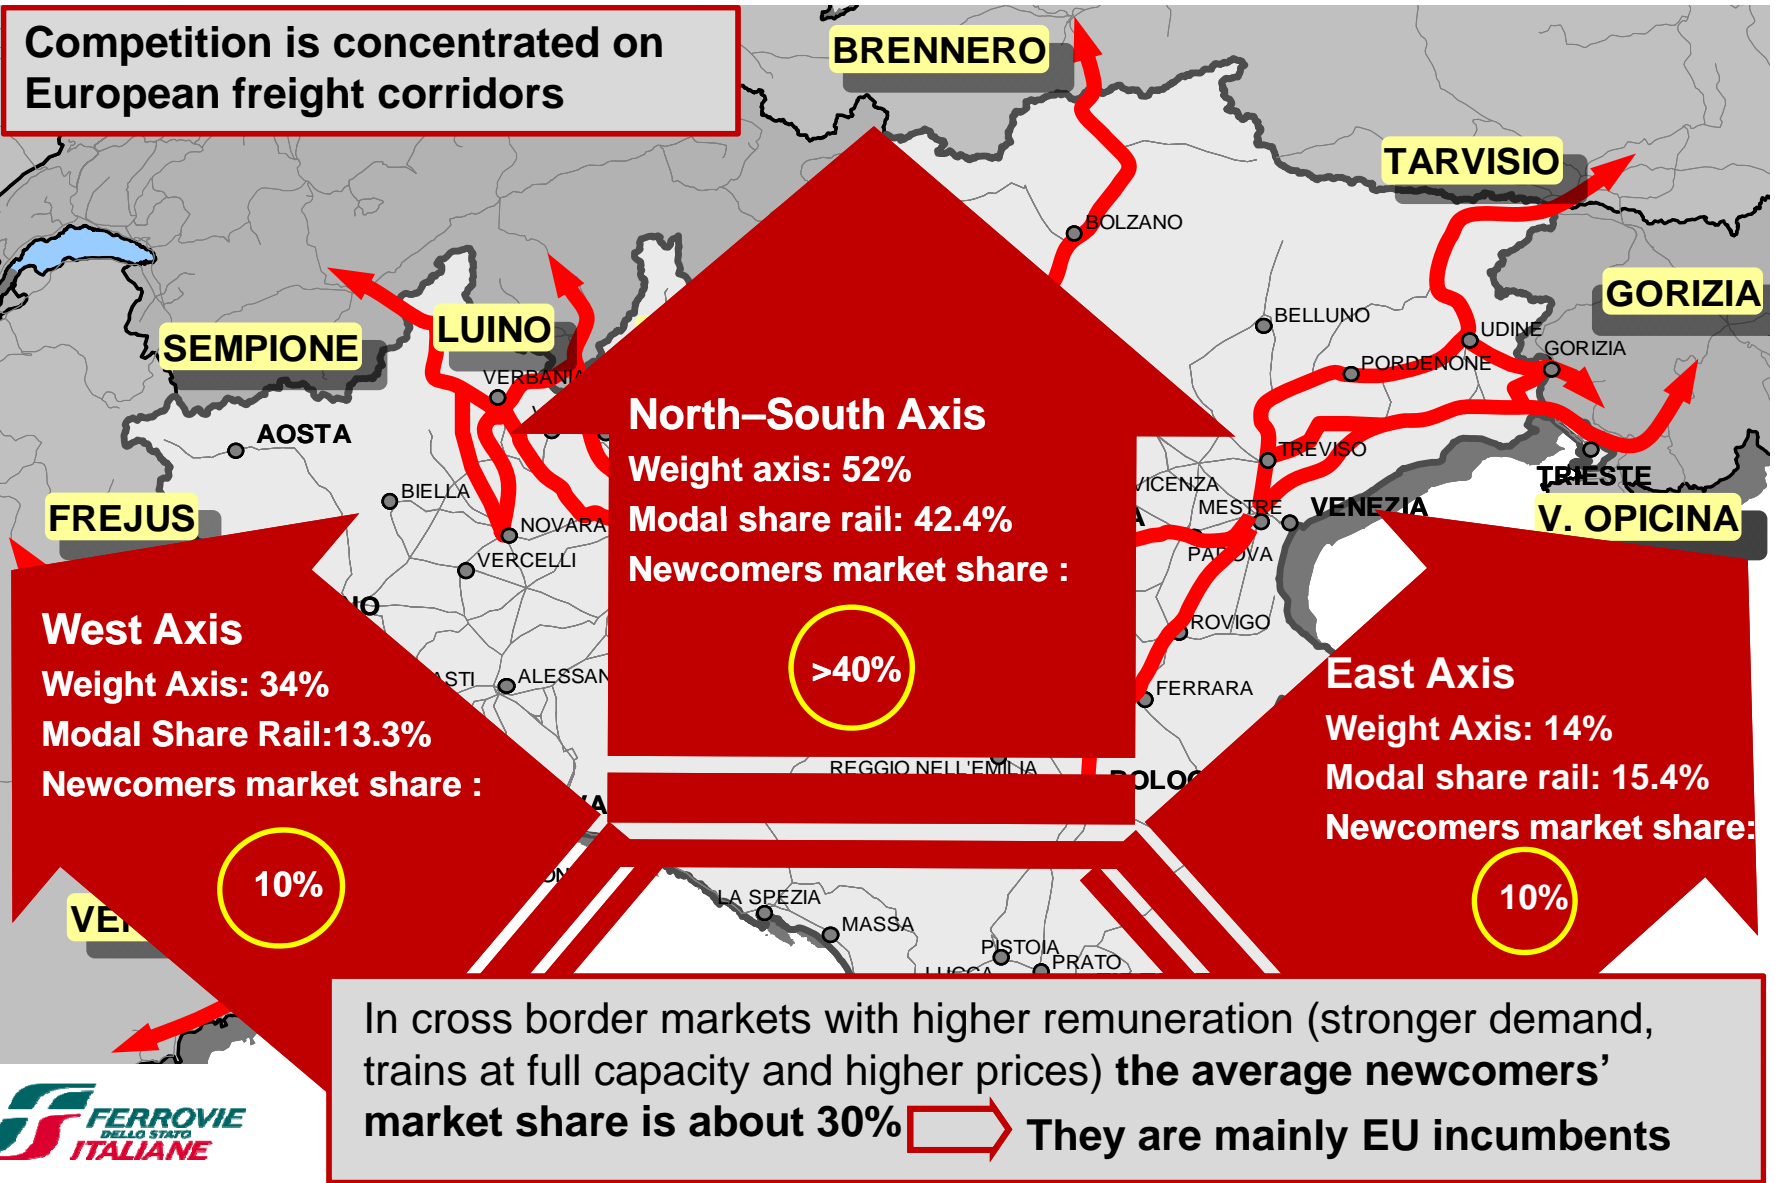 Competition is concentrated on
European freight corridors
BRENNERO
TARVISIO
BOLZANO
GORIZIA
LUINO
SEMPIONE
BELLUNO
UDINE
GORIZIA
PORDENONE
VERBANIA
AOSTA
TREVISO
TRIESTE
BIELLA
VICENZA
MESTRE
VENEZIA
FREJUS
V. OPICINA
NOVARA
PADOVA
VERCELLI
North–South Axis
Weight axis: 52%
Modal share rail: 42.4%
Newcomers market share :
>40%
ROVIGO
West Axis
Weight Axis: 34%
Modal Share Rail:13.3%
Newcomers market share :
10%
ASTI
ALESSAN
FERRARA
East Axis
Weight Axis: 14%
Modal share rail: 15.4%
Newcomers market share:
10%
REGGIO NELL'EMILIA
BOLOG
LA SPEZIA
MASSA
PISTOIA
PRATO
LUCCA
In cross border markets with higher remuneration (stronger demand,
trains at full capacity and higher prices) the average newcomers’
market share is about 30% They are mainly EU incumbents
FERROVIE
DELLO STATO
ITALIANE